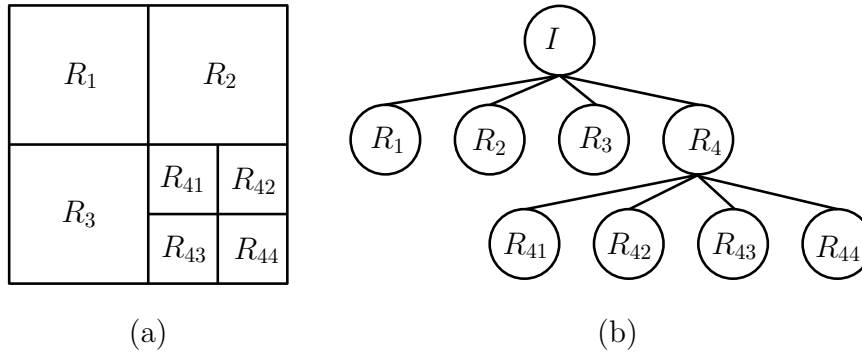 R1 R2
R3 R41 R42
R43 R44
(a)
I
R1 R2 R3 R4
R41 R42 R43 R44
(b)